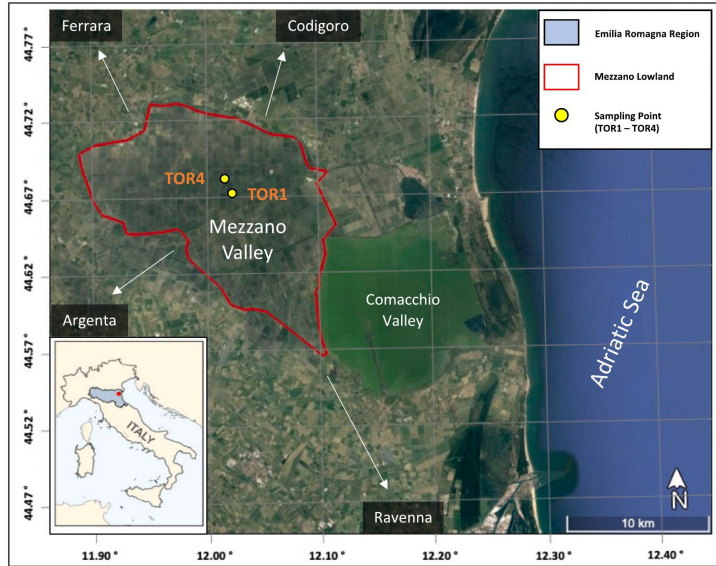 Ferrara
Codigoro
Emilia Romagna Region
Mezzano Lowland
Sampling Point
(TOR1 – TOR4)
TOR4
TOR1
Mezzano
Valley
Comacchio
Valley
Argenta
Adriatic Sea
ITALY
Ravenna
N
10 km
44.77 °
44.72 °
44.67 °
44.62 °
44.57 °
44.52 °
44.47 °
11.90 °
12.00 °
12.10 °
12.20 °
12.30 °
12.40 °